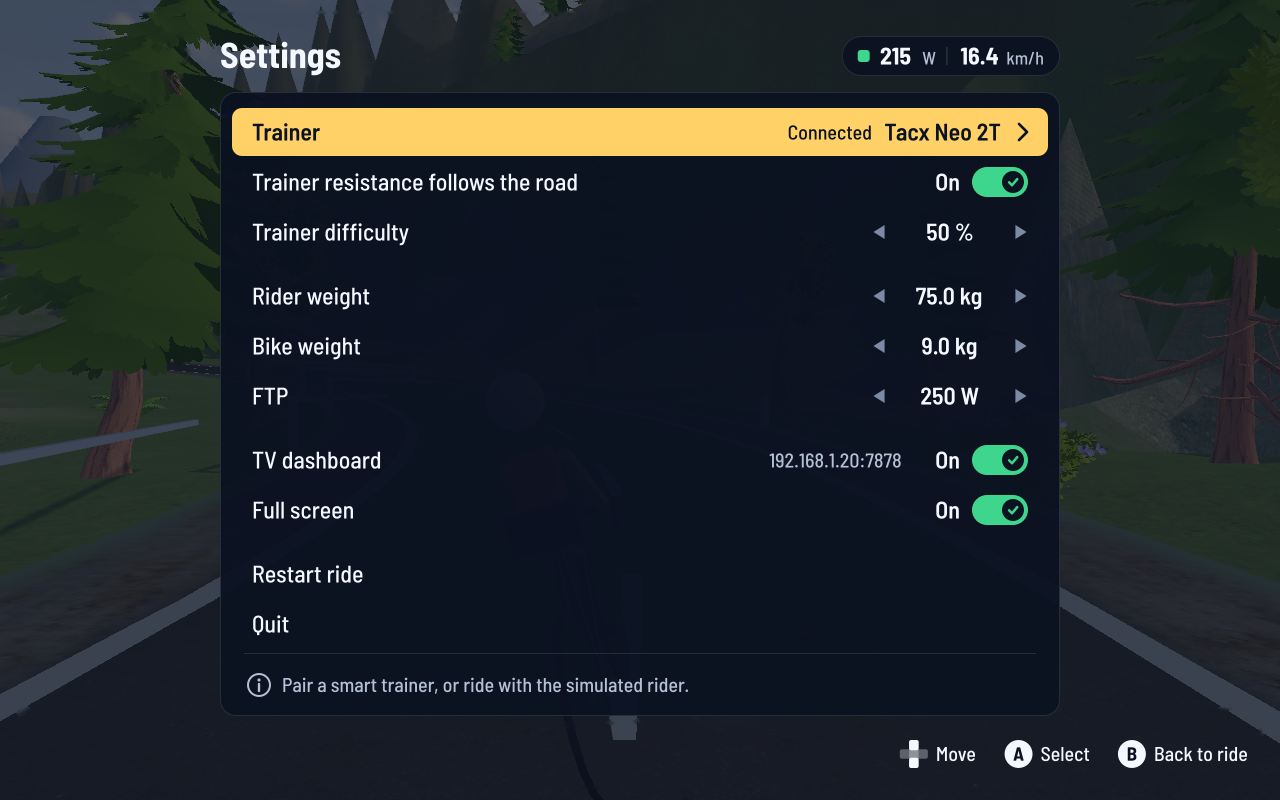 Settings
215 W 16.4 km/h
Trainer Connected Tacx Neo 2T
Trainer resistance follows the road On
Trainer difficulty 50 %
Rider weight 75.0 kg
Bike weight 9.0 kg
FTP 250 W
TV dashboard 192.168.1.20:7878 On
Full screen On
Restart ride
Quit
Pair a smart trainer, or ride with the simulated rider.
Move A Select B Back to ride